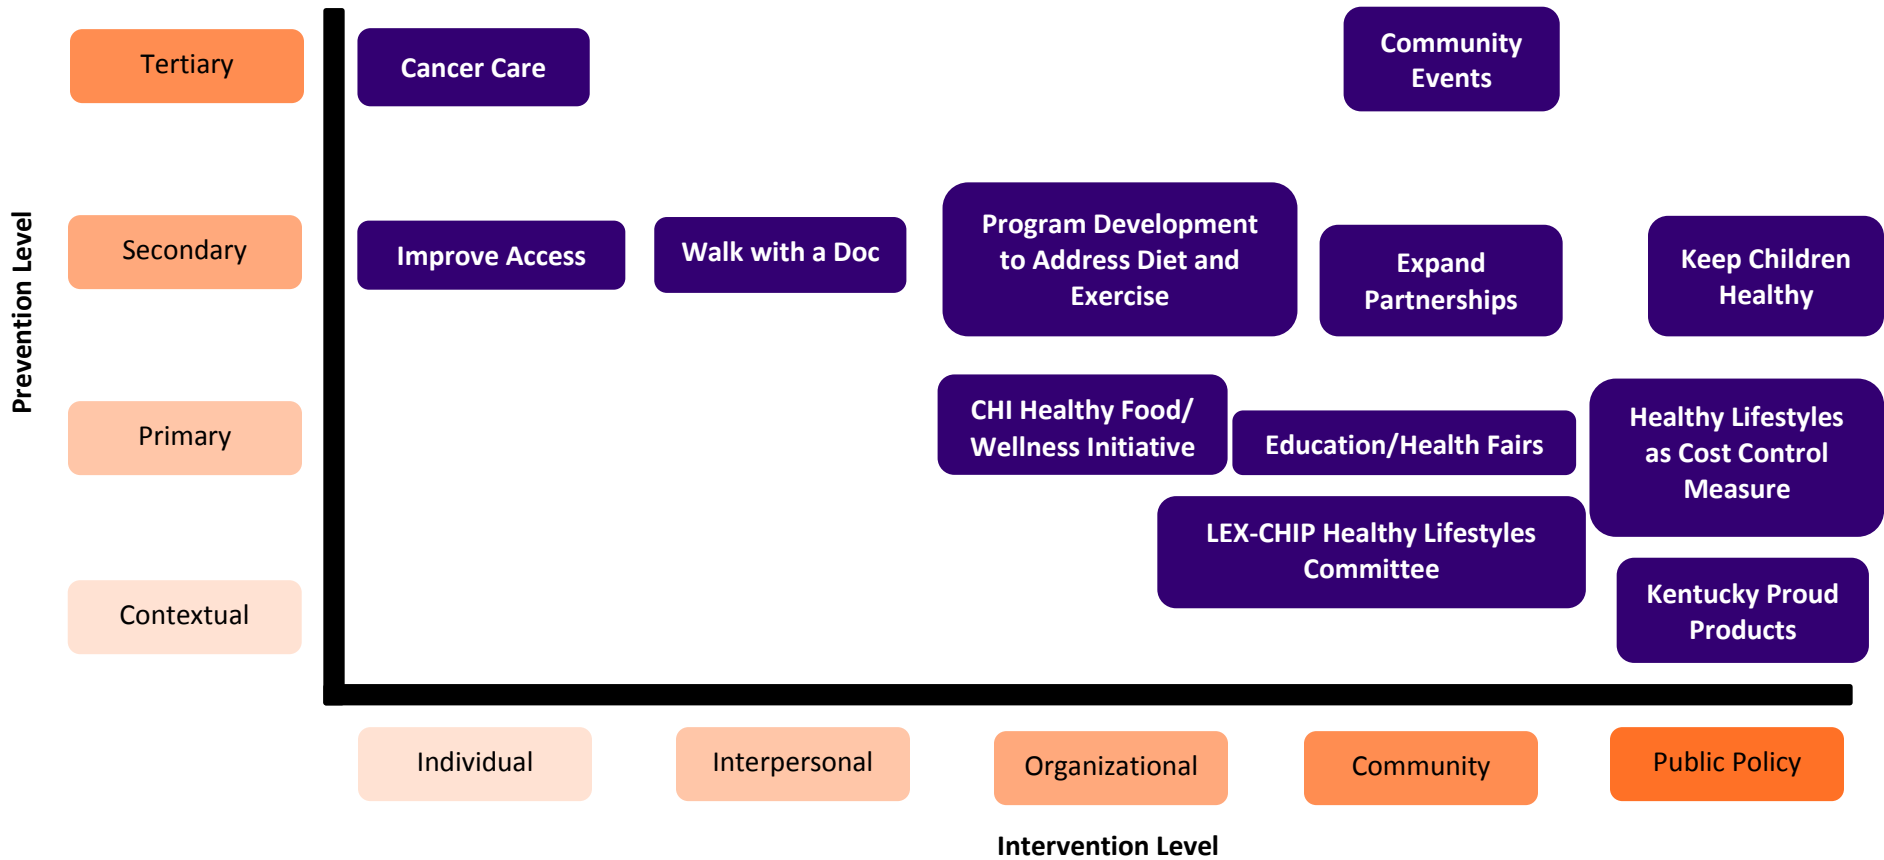 Prevention Level
Tertiary
Cancer Care
Community
Events
Secondary
Improve Access
Walk with a Doc
Program Development
to Address Diet and
Exercise
Expand
Partnerships
Keep Children
Healthy
Primary
CHI Healthy Food/
Wellness Initiative
Education/Health Fairs
Healthy Lifestyles
as Cost Control
Measure
LEX-CHIP Healthy Lifestyles
Committee
Contextual
Kentucky Proud
Products
Individual
Interpersonal
Organizational
Community
Public Policy
Intervention Level